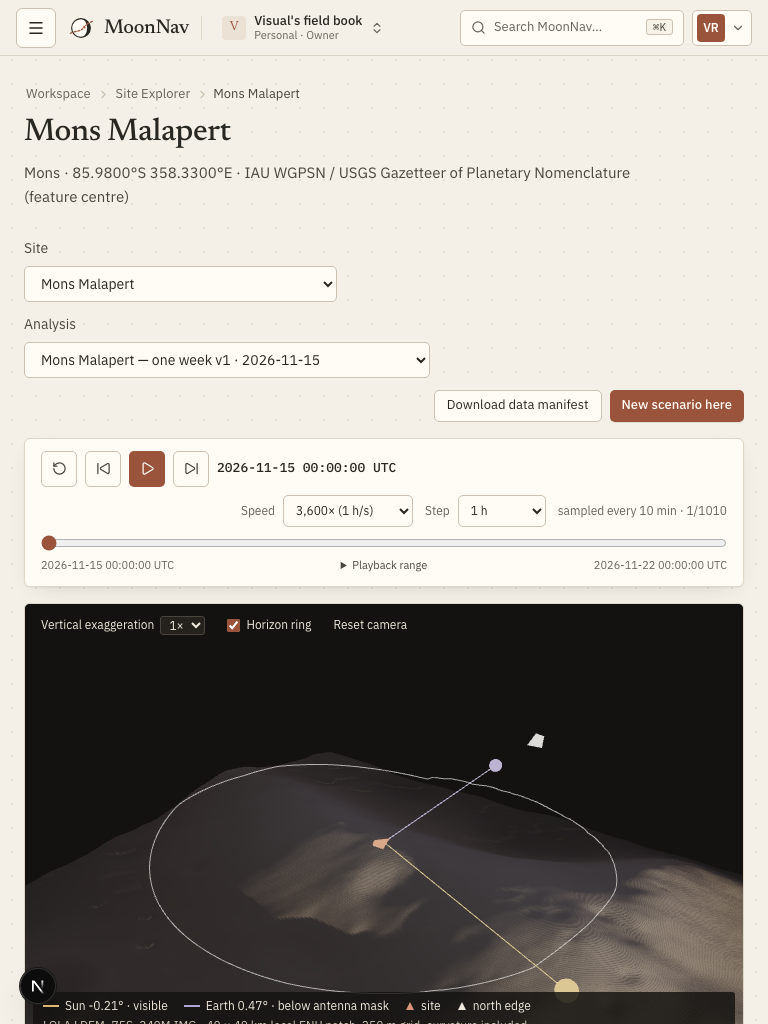 MoonNav
V
Visual's field book
Personal · Owner
Search MoonNav...
⌘K
VR
Workspace > Site Explorer > Mons Malapert
Mons Malapert
Mons · 85.9800°S 358.3300°E · IAU WGPSN / USGS Gazetteer of Planetary Nomenclature
(feature centre)
Site
Mons Malapert
Analysis
Mons Malapert — one week v1 · 2026-11-15
Download data manifest
New scenario here
2026-11-15 00:00:00 UTC
Speed 3,600× (1 h/s) Step 1 h sampled every 10 min · 1/1010
2026-11-15 00:00:00 UTC ▶ Playback range 2026-11-22 00:00:00 UTC
Vertical exaggeration 1× Horizon ring Reset camera
N
Sun -0.21° · visible Earth 0.47° · below antenna mask ▲ site ▲ north edge